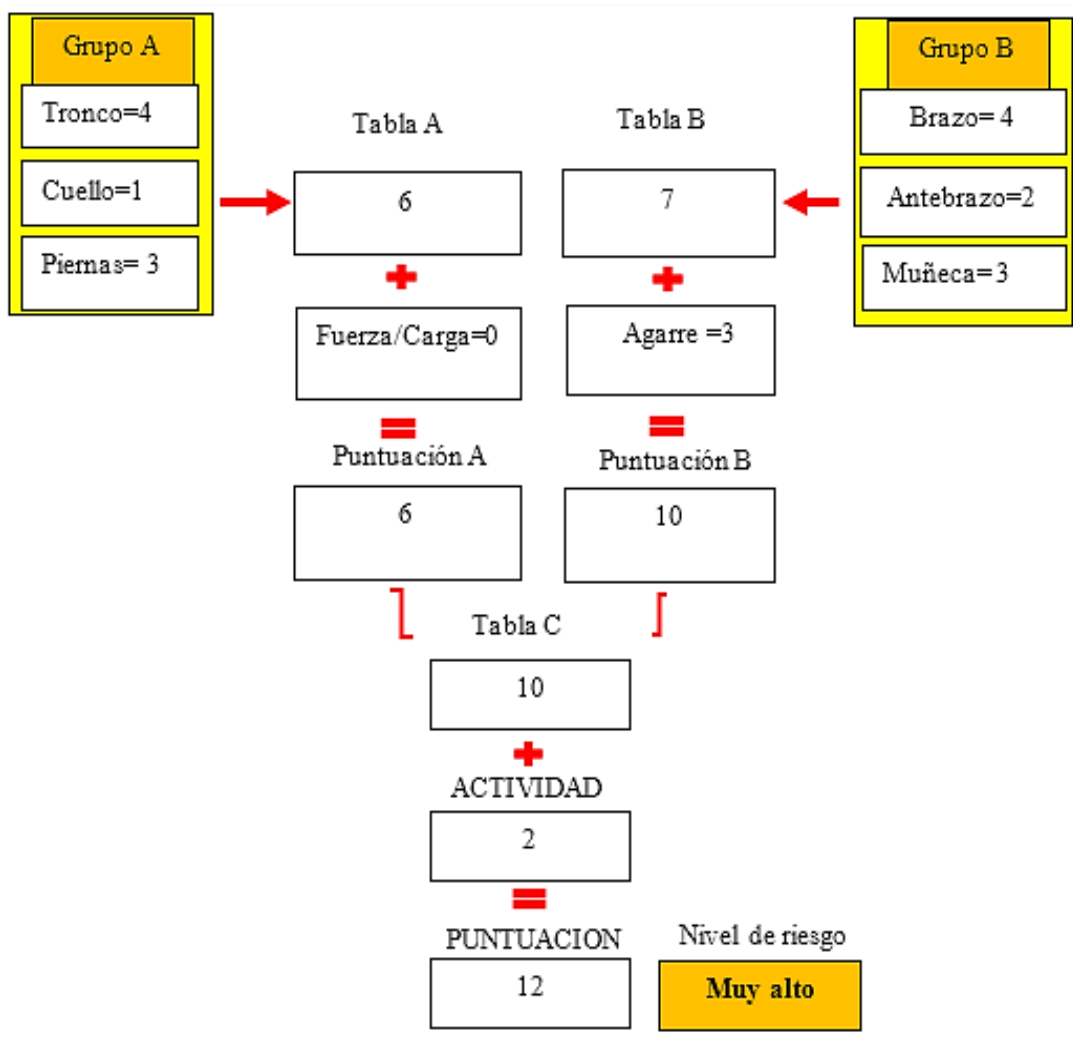 Grupo A
Tronco=4
Cuello=1
Piernas= 3
Tabla A
6
Fuerza/Carga=0
Puntuación A
6
Tabla B
7
Agarre =3
Puntuación B
10
Grupo B
Brazo= 4
Antebrazo=2
Muñeca=3
Tabla C
10
ACTIVIDAD
2
PUNTUACION
12
Nivel de riesgo
Muy alto